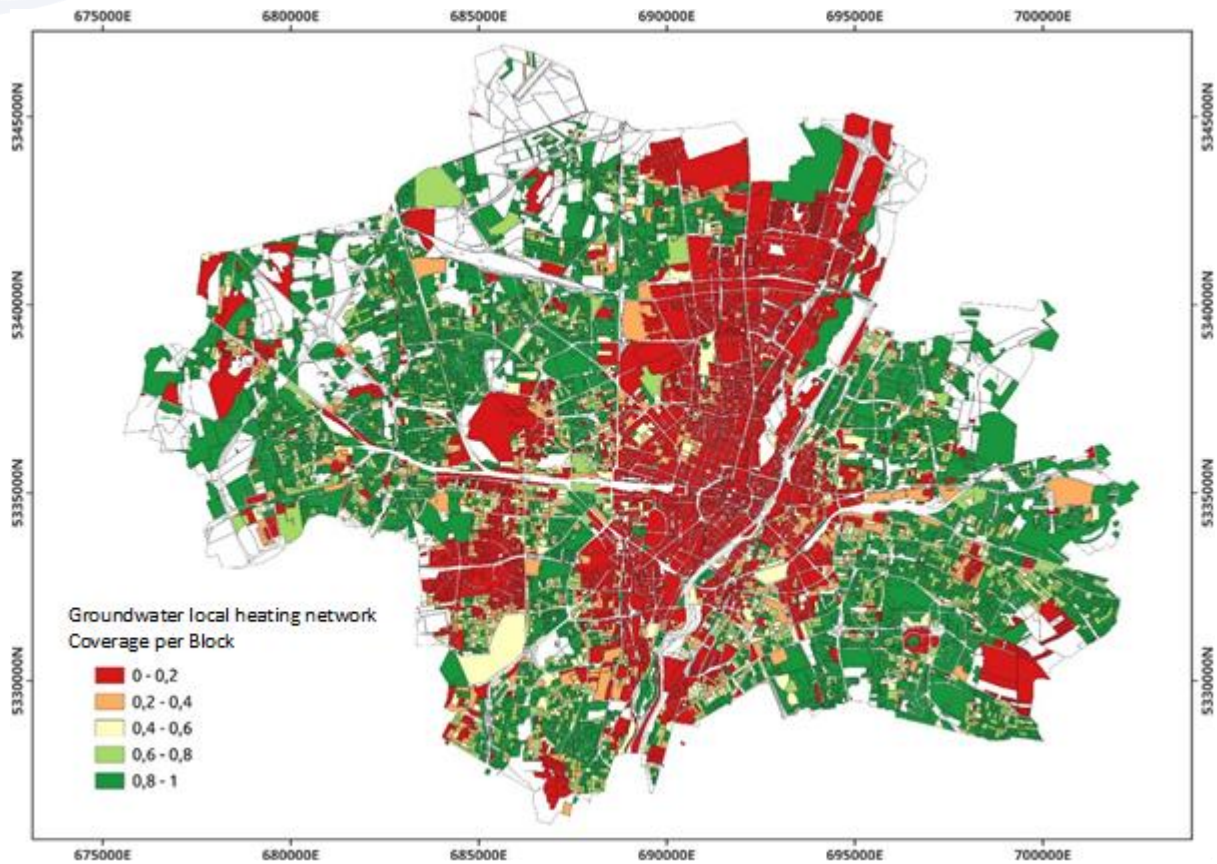 675000E 680000E 685000E 690000E 695000E 700000E
5345000N 5345000N
5340000N 5340000N
5335000N 5335000N
Groundwater local heating network
Coverage per Block
0 - 0,2
0,2 - 0,4
0,4 - 0,6
0,6 - 0,8
0,8 - 1
5330000N 5330000N
675000E 680000E 685000E 690000E 695000E 700000E